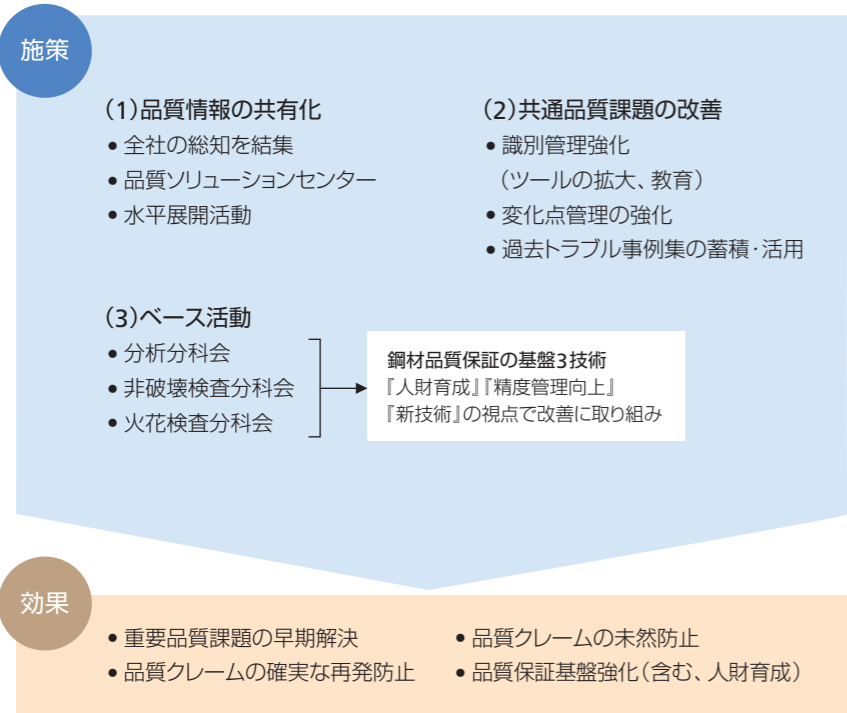 施策
(1)品質情報の共有化
• 全社の総知を結集
• 品質ソリューションセンター
• 水平展開活動
(2)共通品質課題の改善
• 識別管理強化
（ツールの拡大、教育）
• 変化点管理の強化
• 過去トラブル事例集の蓄積・活用
(3)ベース活動
• 分析分科会
• 非破壊検査分科会
• 火花検査分科会
鋼材品質保証の基盤3技術
『人財育成』『精度管理向上』
『新技術』の視点で改善に取り組み
効果
• 重要品質課題の早期解決
• 品質クレームの確実な再発防止
• 品質クレームの未然防止
• 品質保証基盤強化（含む、人財育成）